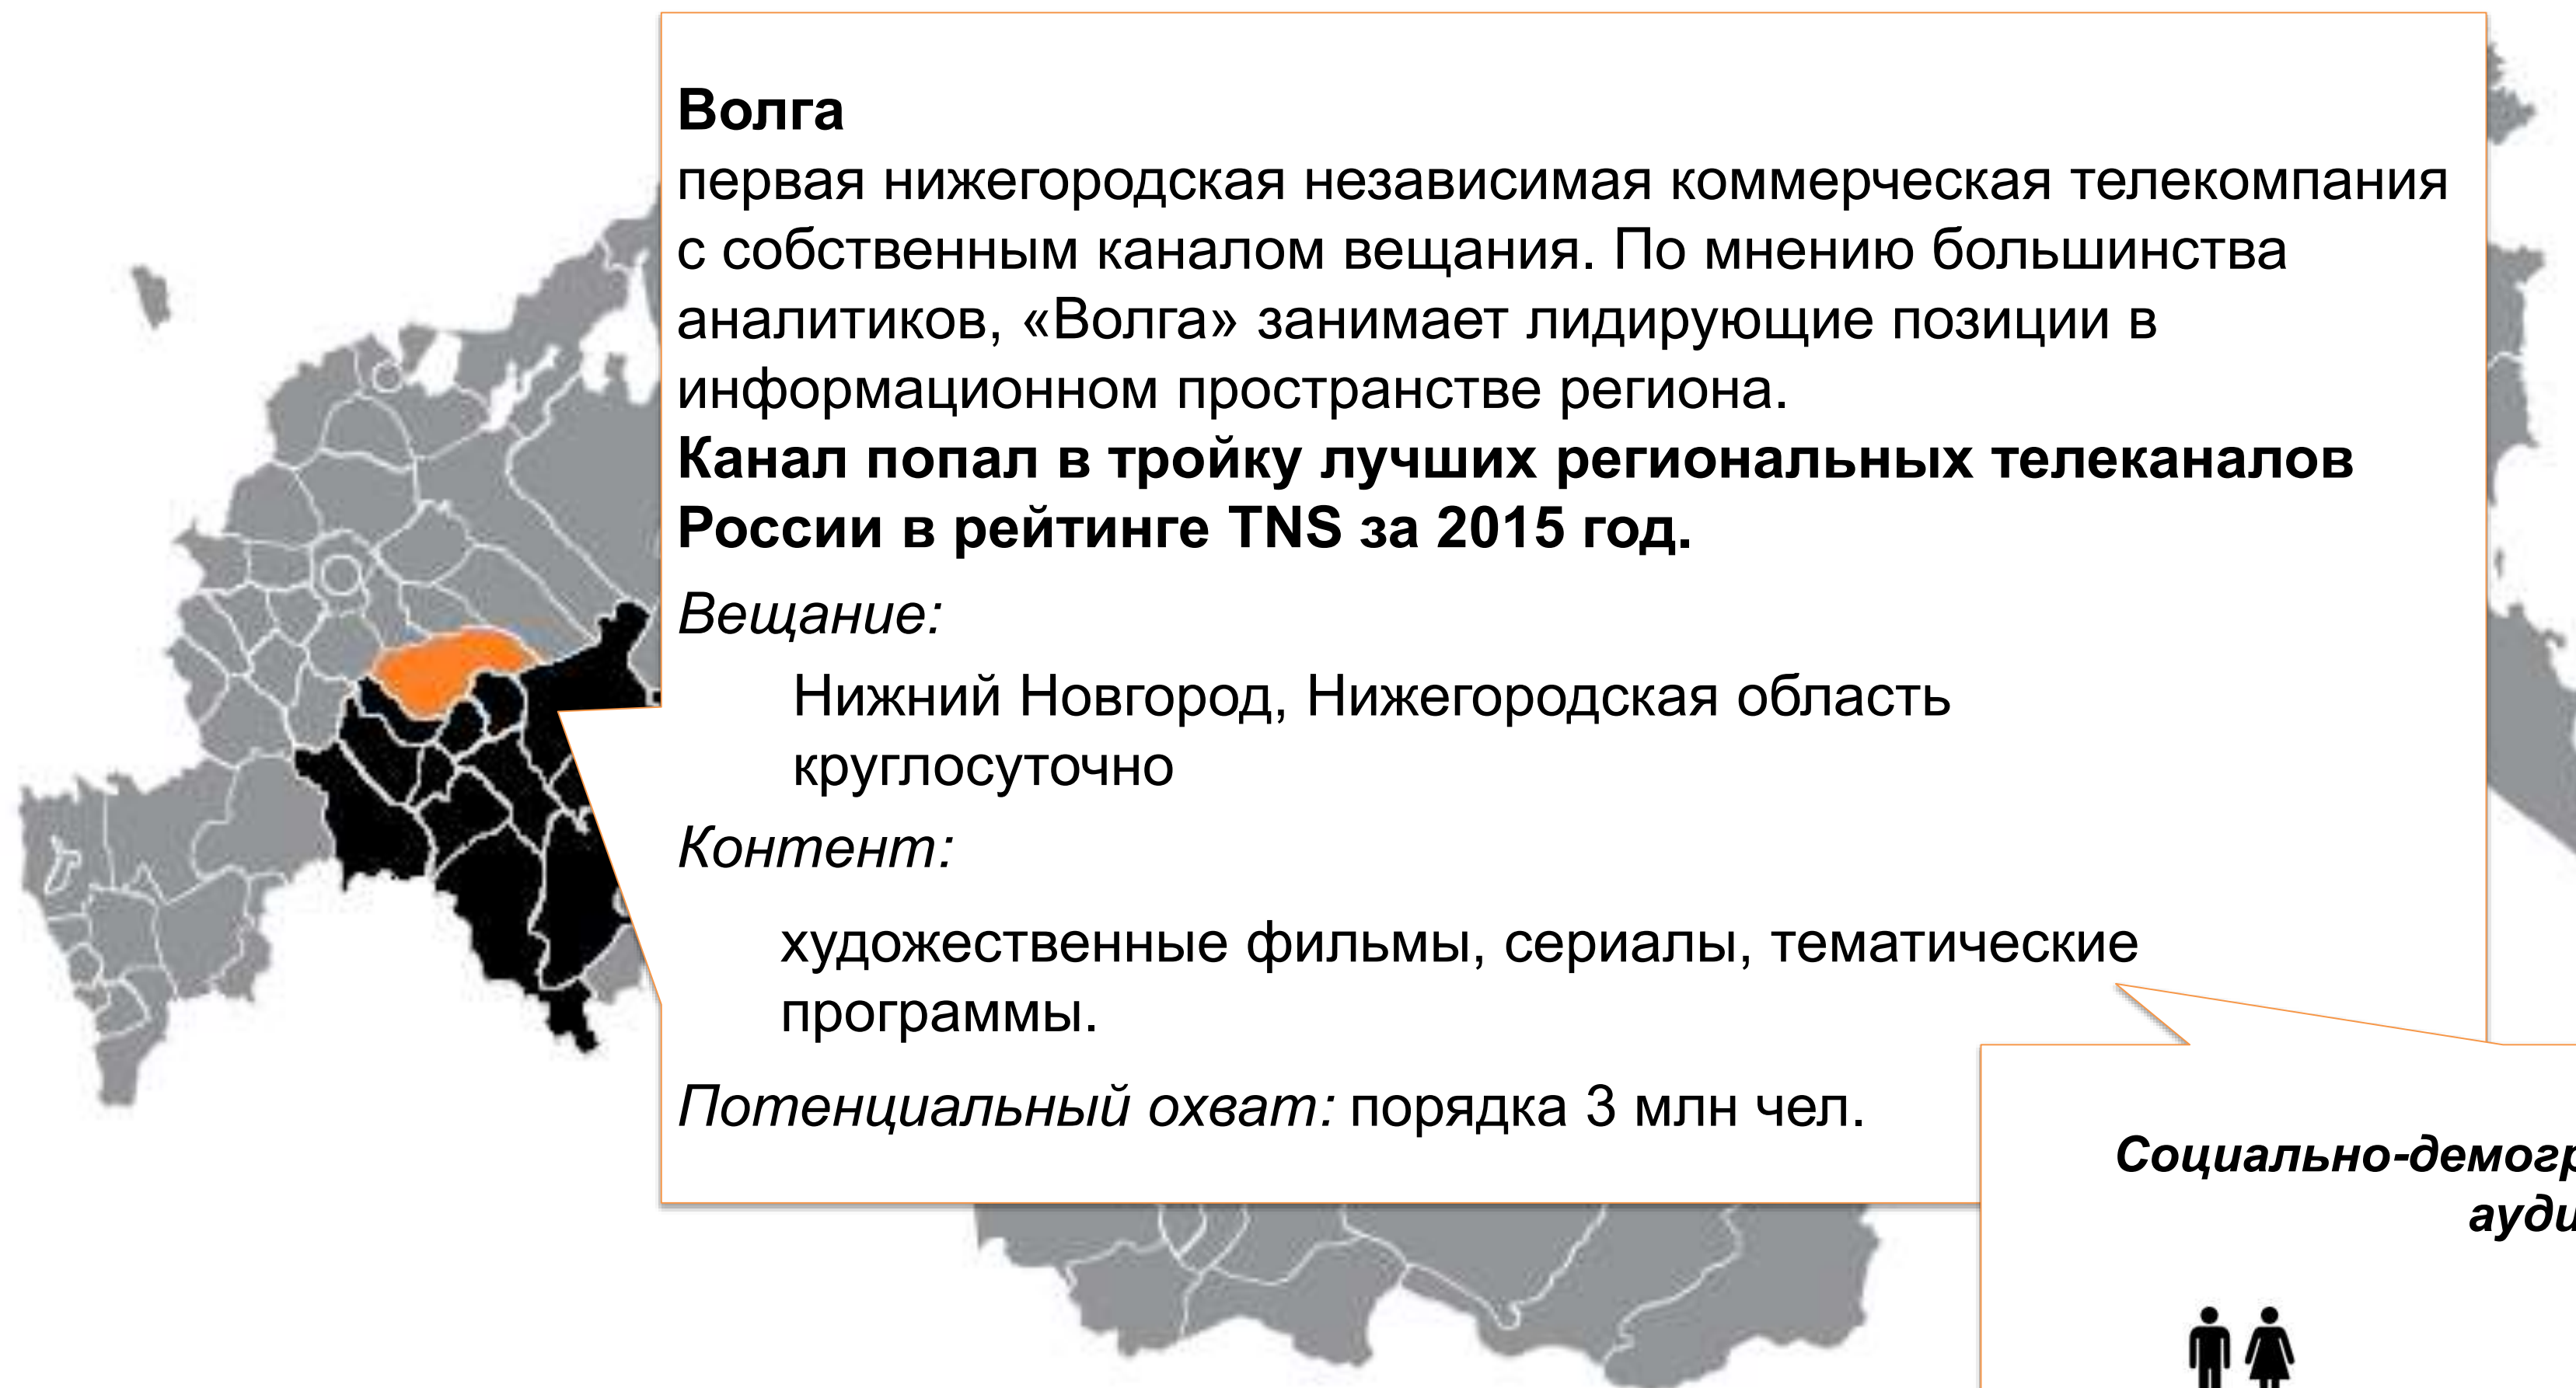 Волга
первая нижегородская независимая коммерческая телекомпания
с собственным каналом вещания. По мнению большинства
аналитиков, «Волга» занимает лидирующие позиции в
информационном пространстве региона.
Канал попал в тройку лучших региональных телеканалов
России в рейтинге TNS за 2015 год.
Вещание:
Нижний Новгород, Нижегородская область
круглосуточно
Контент:
художественные фильмы, сериалы, тематические
программы.
Потенциальный охват: порядка 3 млн чел.